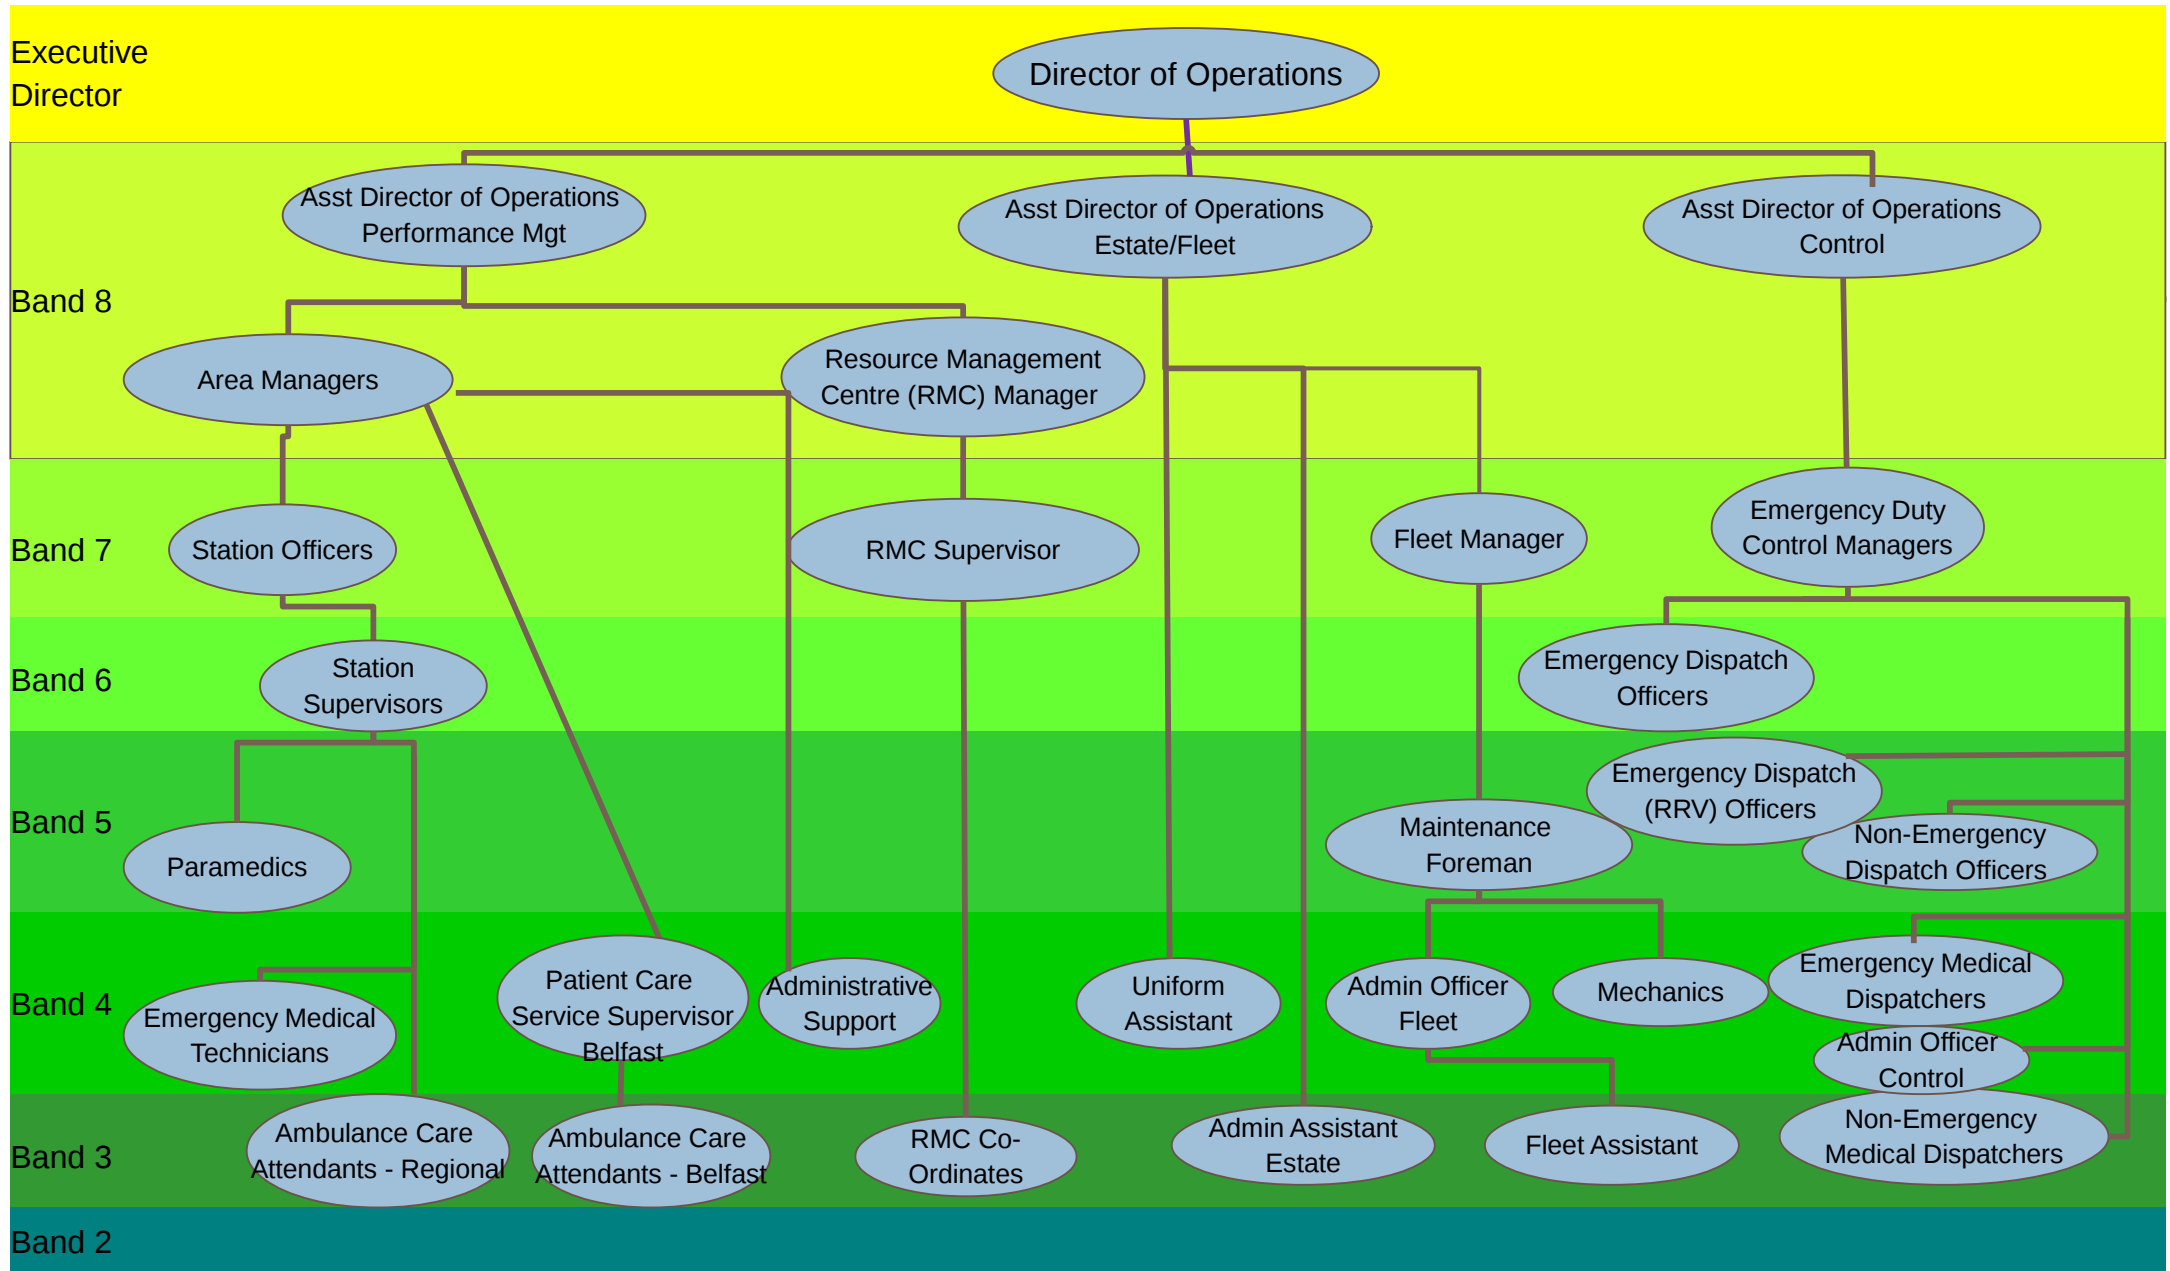 Executive
Director
Director of Operations
Asst Director of Operations
Performance Mgt
Asst Director of Operations
Estate/Fleet
Asst Director of Operations
Control
Band 8
Area Managers
Resource Management
Centre (RMC) Manager
Band 7
Station Officers
RMC Supervisor
Fleet Manager
Emergency Duty
Control Managers
Band 6
Station
Supervisors
Emergency Dispatch
Officers
Band 5
Paramedics
Maintenance
Foreman
Emergency Dispatch
(RRV) Officers
Non-Emergency
Dispatch Officers
Band 4
Emergency Medical
Technicians
Patient Care
Service Supervisor
Belfast
Administrative
Support
Uniform
Assistant
Admin Officer
Fleet
Mechanics
Emergency Medical
Dispatchers
Admin Officer
Control
Band 3
Ambulance Care
Attendants - Regional
Ambulance Care
Attendants - Belfast
RMC Co-
Ordinates
Admin Assistant
Estate
Fleet Assistant
Non-Emergency
Medical Dispatchers
Band 2